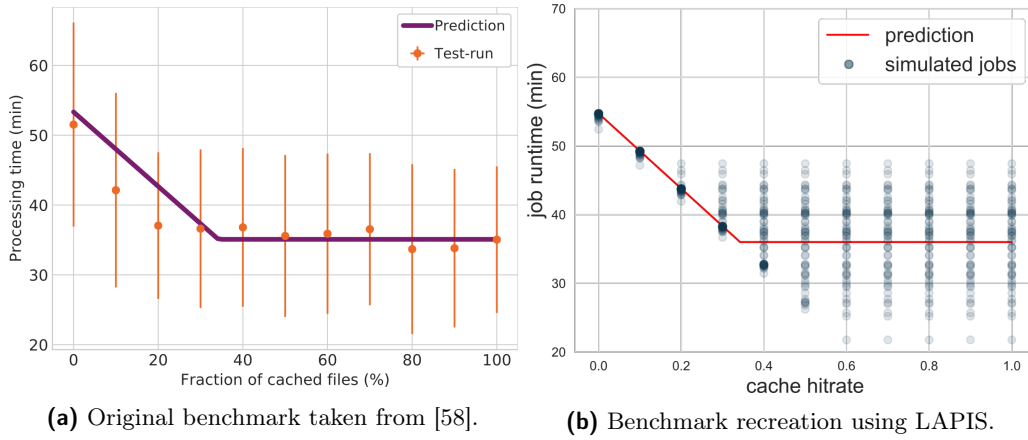 Prediction
Test-run
Processing time (min)
60
50
40
30
20
0
20
40
60
80
100
Fraction of cached files (%)
(a) Original benchmark taken from [58].
prediction
simulated jobs
job runtime (min)
70
60
50
40
30
20
0.0
0.2
0.4
0.6
0.8
1.0
cache hitrate
(b) Benchmark recreation using LAPIS.